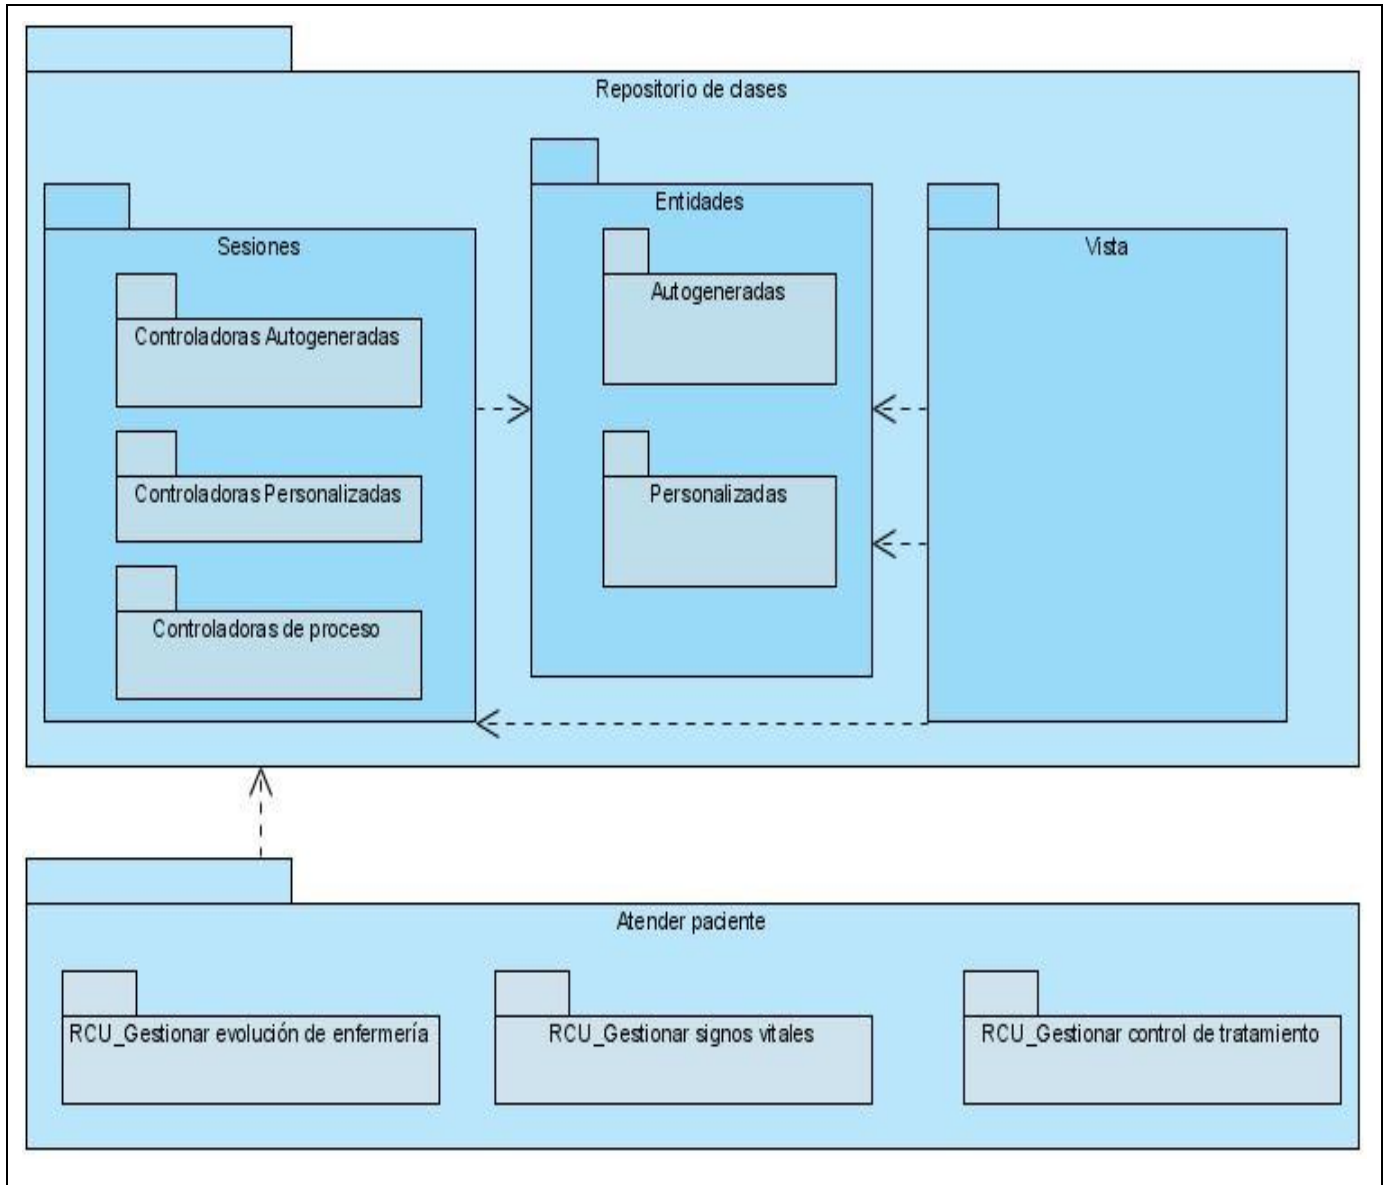 Repositorio de clases
Sesiones
Controladoras Autogeneradas
Controladoras Personalizadas
Controladoras de proceso
Entidades
Autogeneradas
Personalizadas
Vista
Atender paciente
RCU_Gestionar evolución de enfermería
RCU_Gestionar signos vitales
RCU_Gestionar control de tratamiento